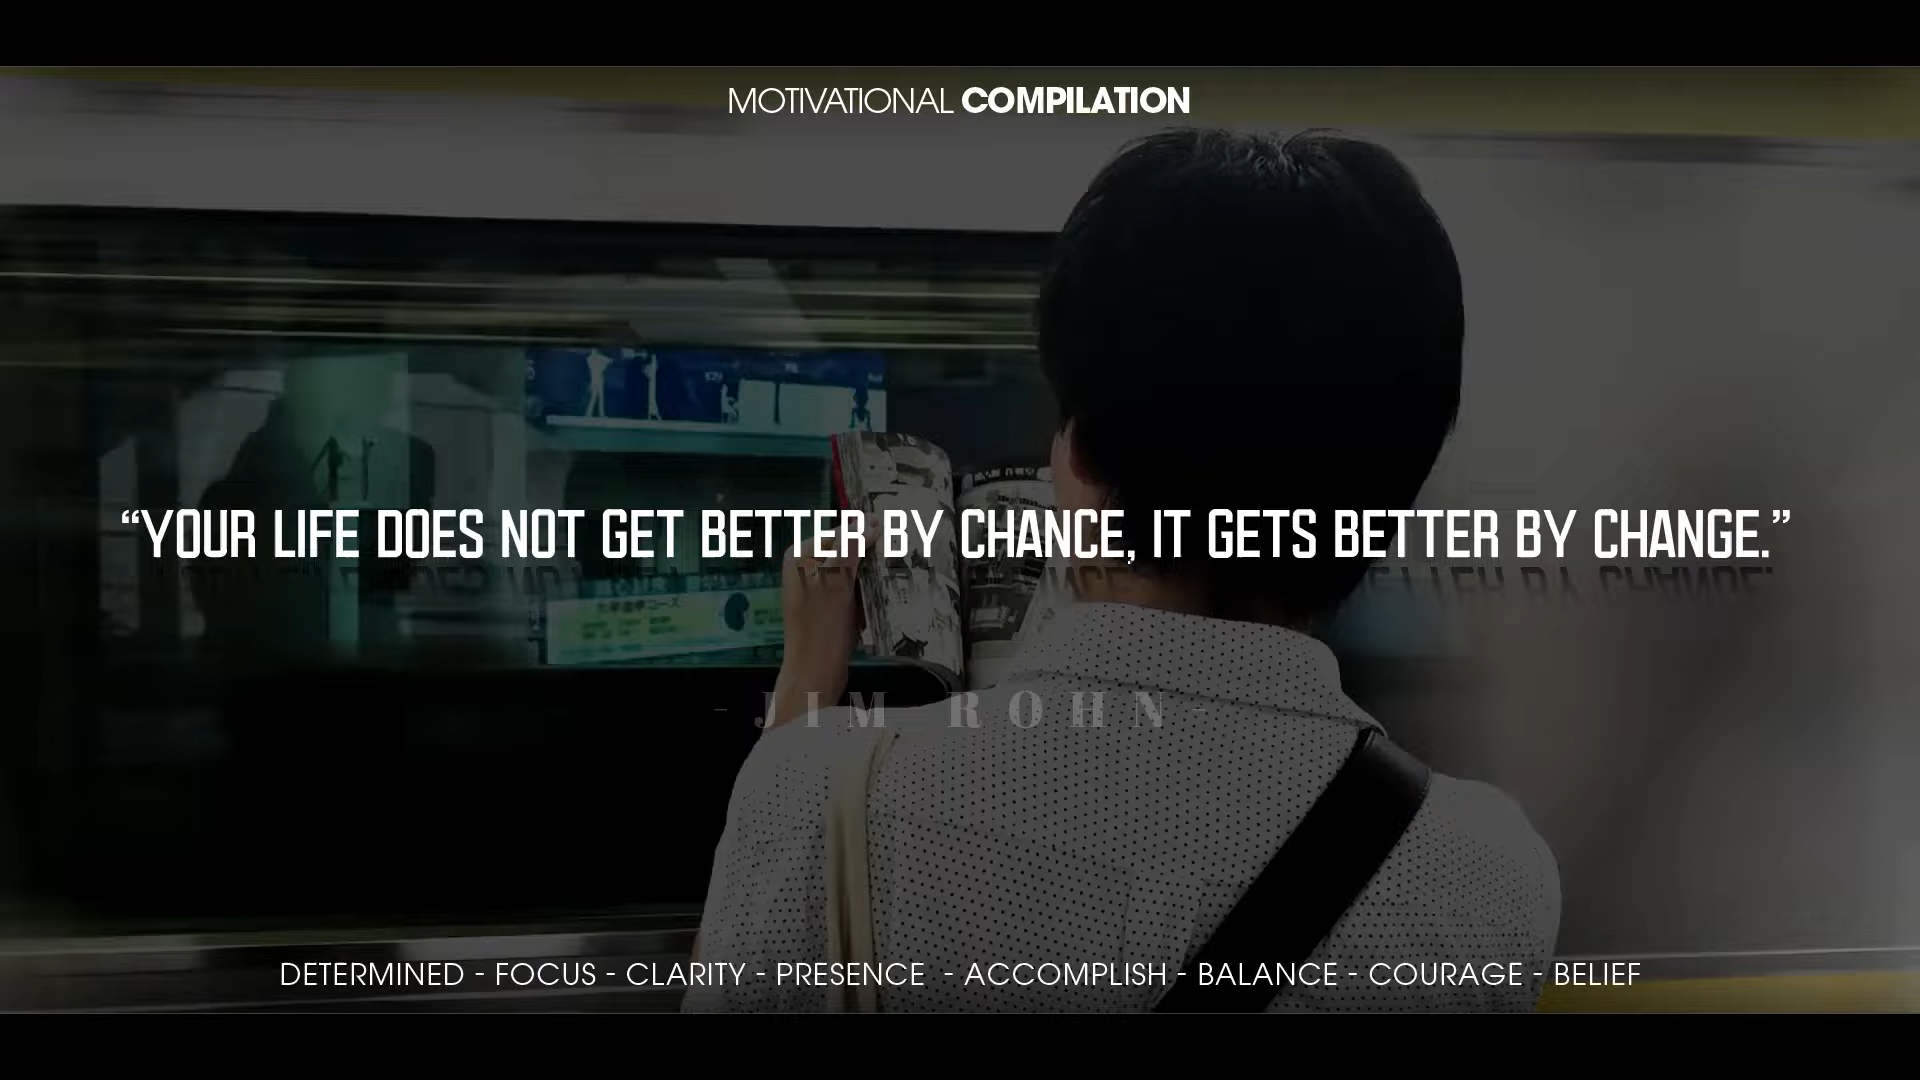 MOTIVATIONAL COMPILATION
“YOUR LIFE DOES NOT GET BETTER BY CHANCE, IT GETS BETTER BY CHANGE.”
- JIM ROHN -
DETERMINED - FOCUS - CLARITY - PRESENCE - ACCOMPLISH - BALANCE - COURAGE - BELIEF